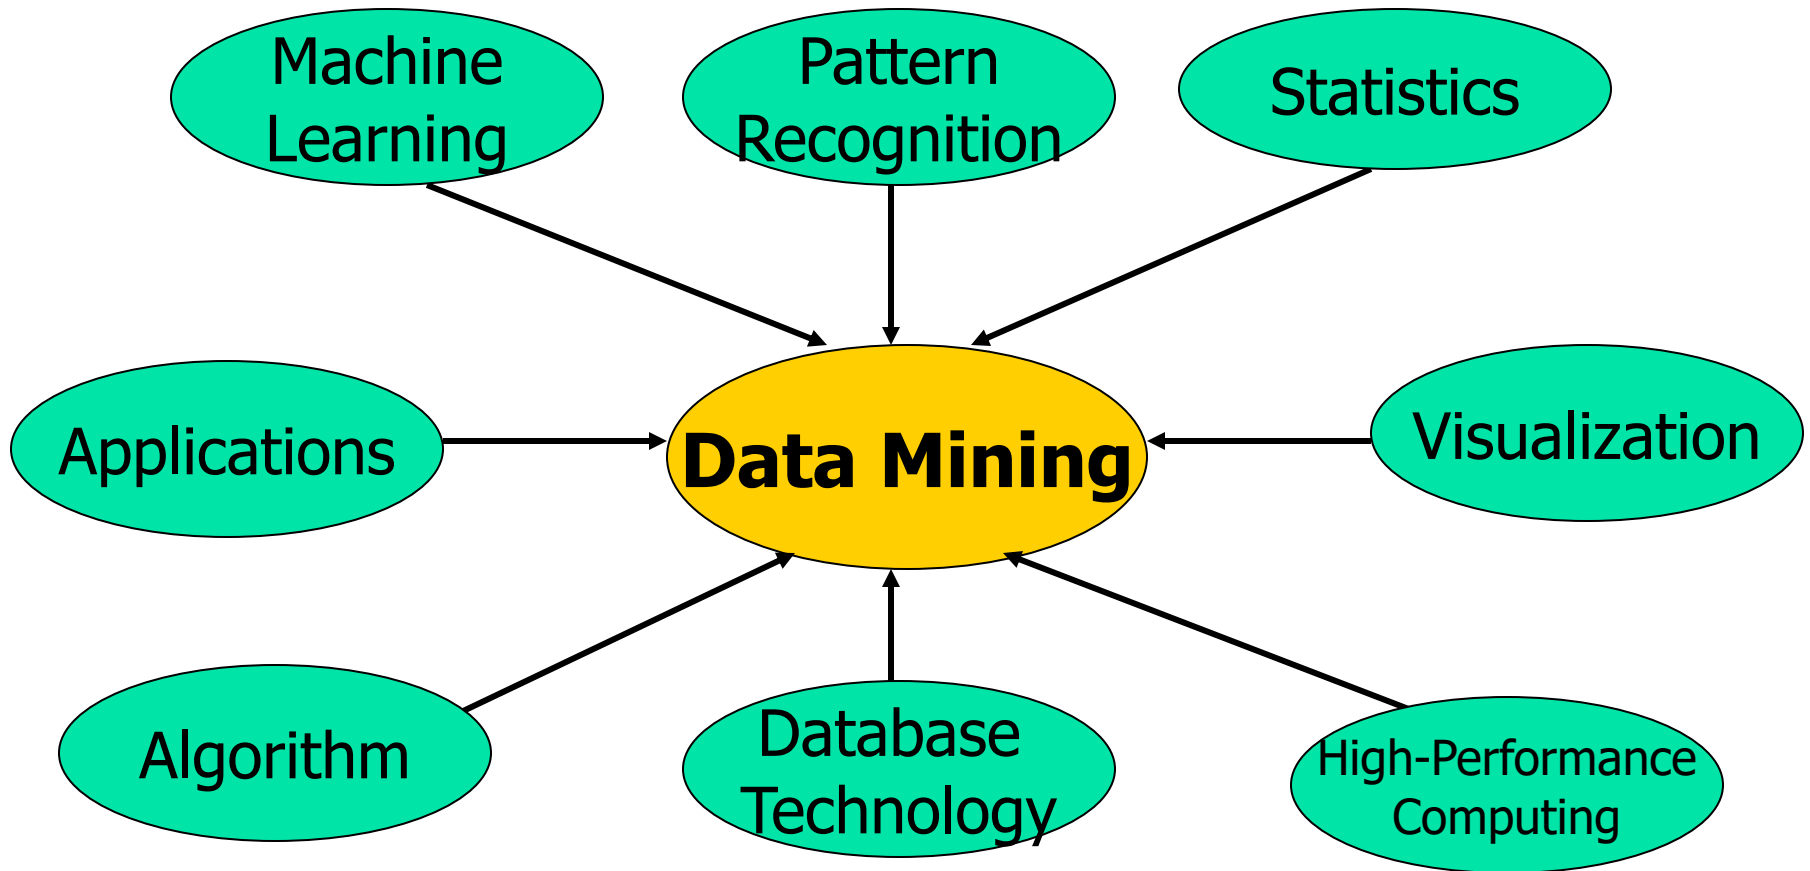 Machine
Learning
Pattern
Recognition
Statistics
Applications
Data Mining
Visualization
Algorithm
Database
Technology
High-Performance
Computing